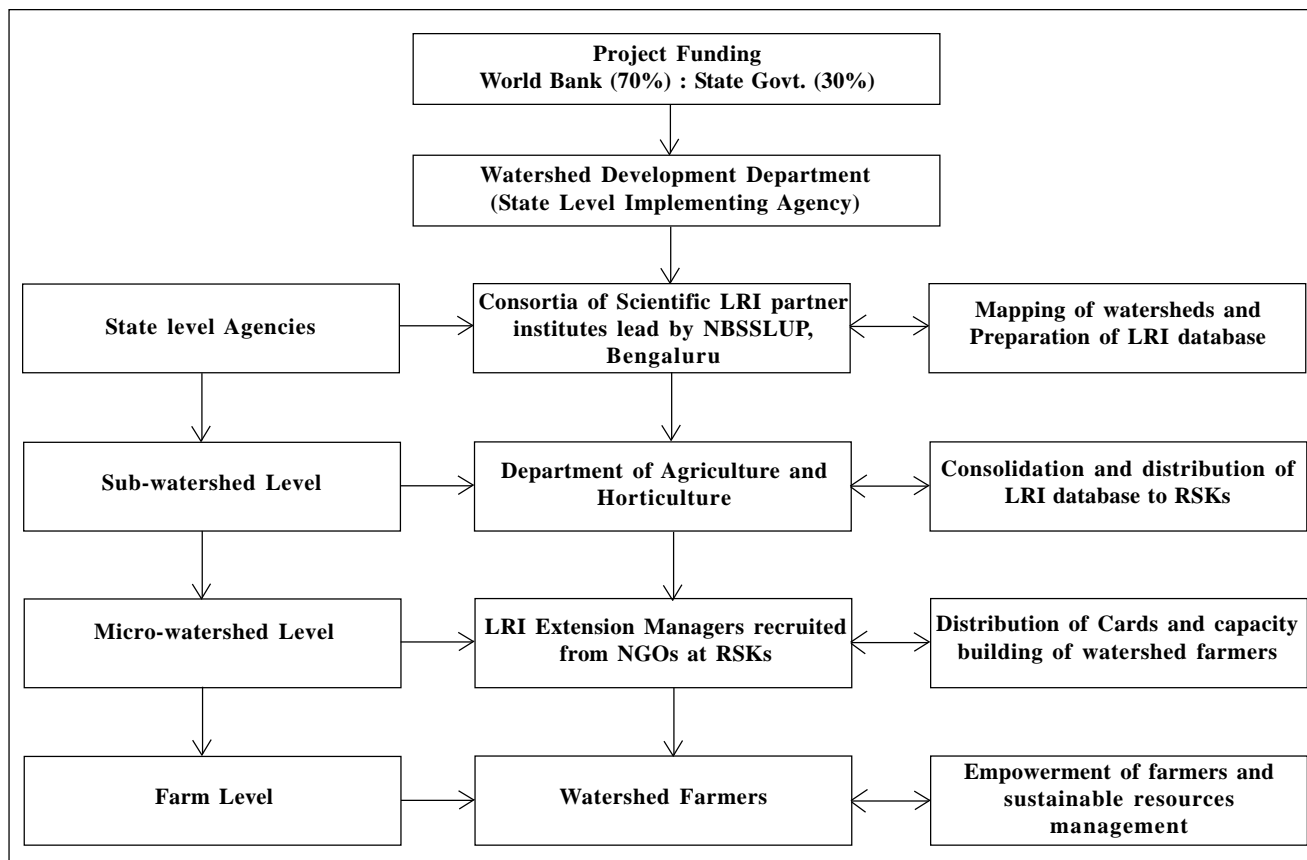 Project Funding
World Bank (70%) : State Govt. (30%)
Watershed Development Department
(State Level Implementing Agency)
State level Agencies
Consortia of Scientific LRI partner
institutes lead by NBSSLUP,
Bengaluru
Mapping of watersheds and
Preparation of LRI database
Sub-watershed Level
Department of Agriculture and
Horticulture
Consolidation and distribution of
LRI database to RSKs
Micro-watershed Level
LRI Extension Managers recruited
from NGOs at RSKs
Distribution of Cards and capacity
building of watershed farmers
Farm Level
Watershed Farmers
Empowerment of farmers and
sustainable resources
management